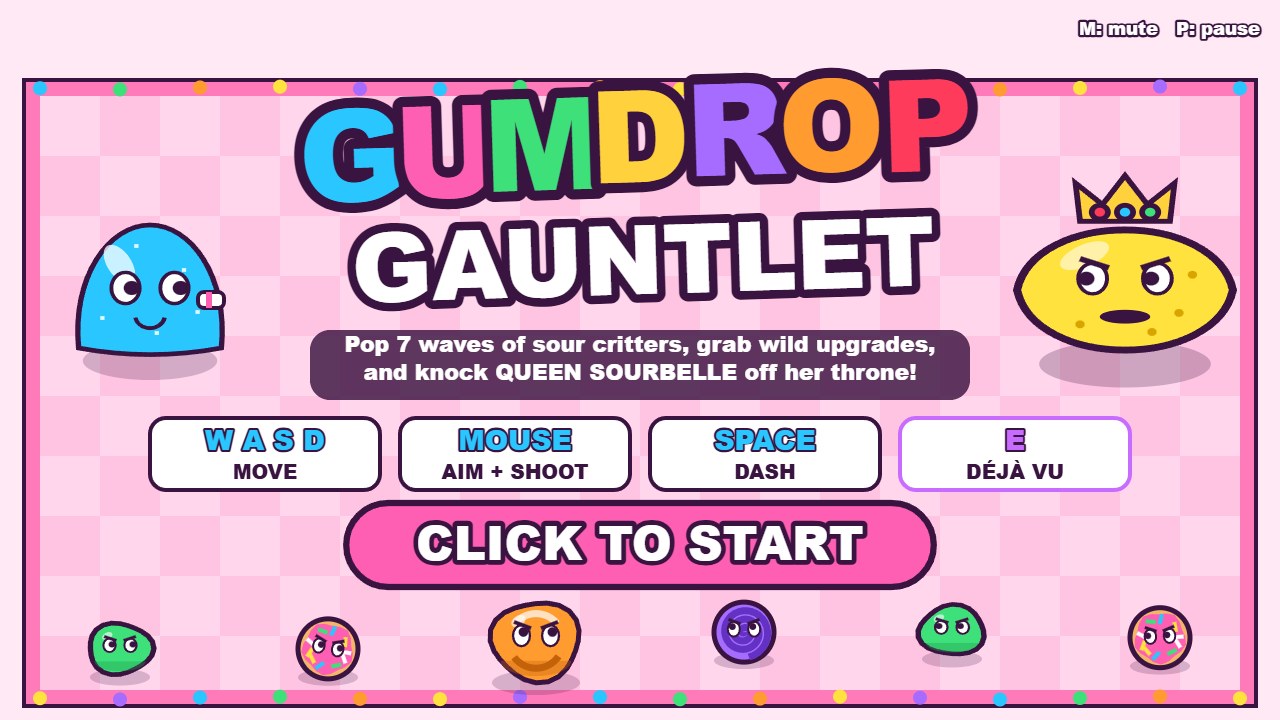 M: mute P: pause
GUMDROP
GAUNTLET
Pop 7 waves of sour critters, grab wild upgrades,
and knock QUEEN SOURBELLE off her throne!
W A S D
MOVE
MOUSE
AIM + SHOOT
SPACE
DASH
E
DÉJÀ VU
CLICK TO START